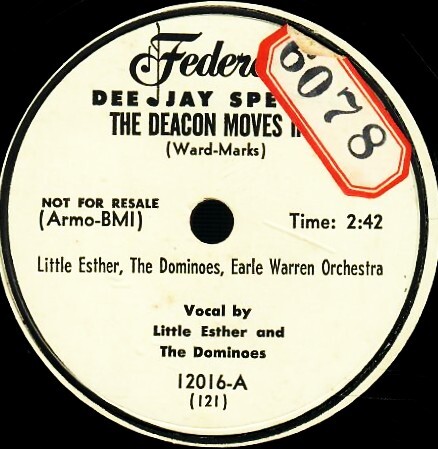 Federa
DEE JAY SPE
THE DEACON MOVES I
(Ward-Marks)
6078
NOT FOR RESALE
(Armo-BMI)
Time: 2:42
Little Esther, The Dominoes, Earle Warren Orchestra
Vocal by
Little Esther and
The Dominoes
12016-A
(121)